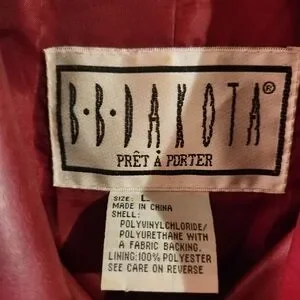 B·B·DAKOTA®
PRÊT À PORTER
SIZE: L
MADE IN CHINA
SHELL:
POLYVINYLCHLORIDE/
POLYURETHANE WITH
A FABRIC BACKING.
LINING:100% POLYESTER
SEE CARE ON REVERSE